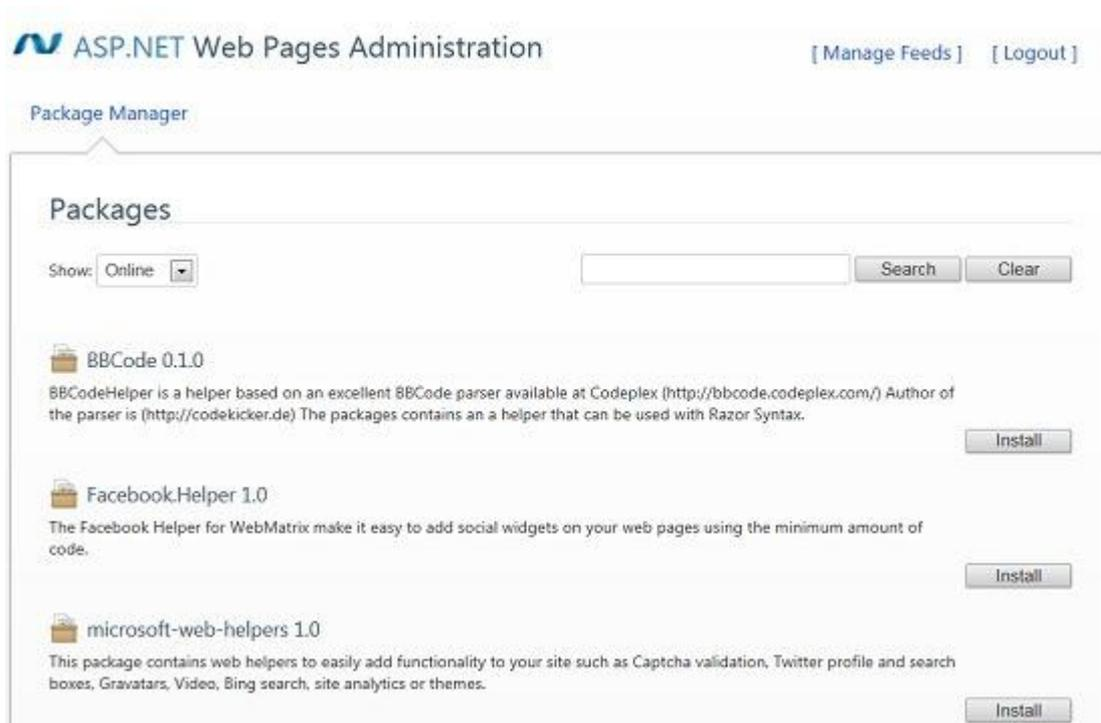 ASP.NET Web Pages Administration
[ Manage Feeds ] [ Logout ]
Package Manager
Packages
Show: Online Search Clear
BBCode 0.1.0
BBCodeHelper is a helper based on an excellent BBCode parser available at Codeplex (http://bbcode.codeplex.com/) Author of
the parser is (http://codekicker.de) The packages contains an a helper that can be used with Razor Syntax.
Install
Facebook.Helper 1.0
The Facebook Helper for WebMatrix make it easy to add social widgets on your web pages using the minimum amount of
code.
Install
microsoft-web-helpers 1.0
This package contains web helpers to easily add functionality to your site such as Captcha validation, Twitter profile and search
boxes, Gravatars, Video, Bing search, site analytics or themes.
Install